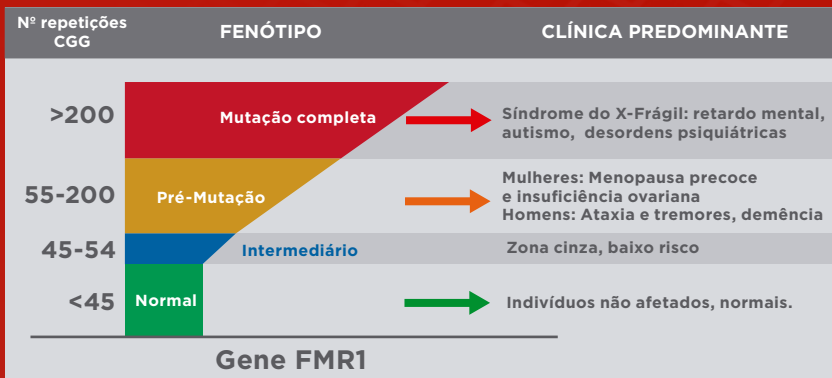 Nº repetições
CGG
FENÓTIPO
CLÍNICA PREDOMINANTE
>200
Mutação completa
Síndrome do X-Frágil: retardo mental,
autismo, desordens psiquiátricas
55-200
Pré-Mutação
Mulheres: Menopausa precoce
e insuficiência ovariana
Homens: Ataxia e tremores, demência
45-54
Intermediário
Zona cinza, baixo risco
<45
Normal
Indivíduos não afetados, normais.
Gene FMR1